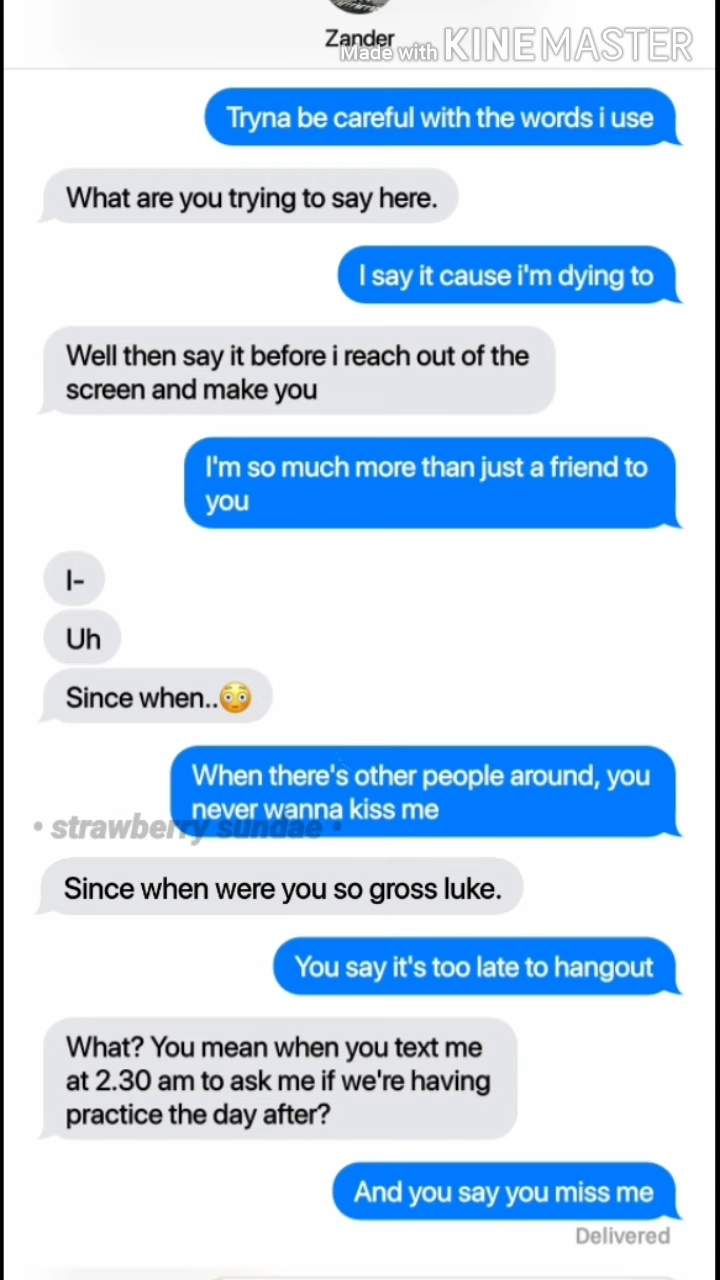 Zander
Made with KINEMASTER
Tryna be careful with the words i use
What are you trying to say here.
I say it cause i'm dying to
Well then say it before i reach out of the
screen and make you
I'm so much more than just a friend to
you
I-
Uh
Since when..😳
When there's other people around, you
never wanna kiss me
• strawberry sundae •
Since when were you so gross luke.
You say it's too late to hangout
What? You mean when you text me
at 2.30 am to ask me if we're having
practice the day after?
And you say you miss me
Delivered